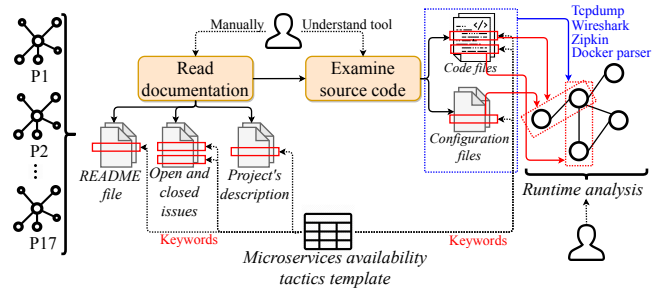 P1
P2
P17
Manually
Understand tool
Read
documentation
Examine
source code
README
file
Open and
closed
issues
Project's
description
Code files
Configuration
files
Tcpdump
Wireshark
Zipkin
Docker parser
Runtime analysis
Keywords
Keywords
Microservices availability
tactics template